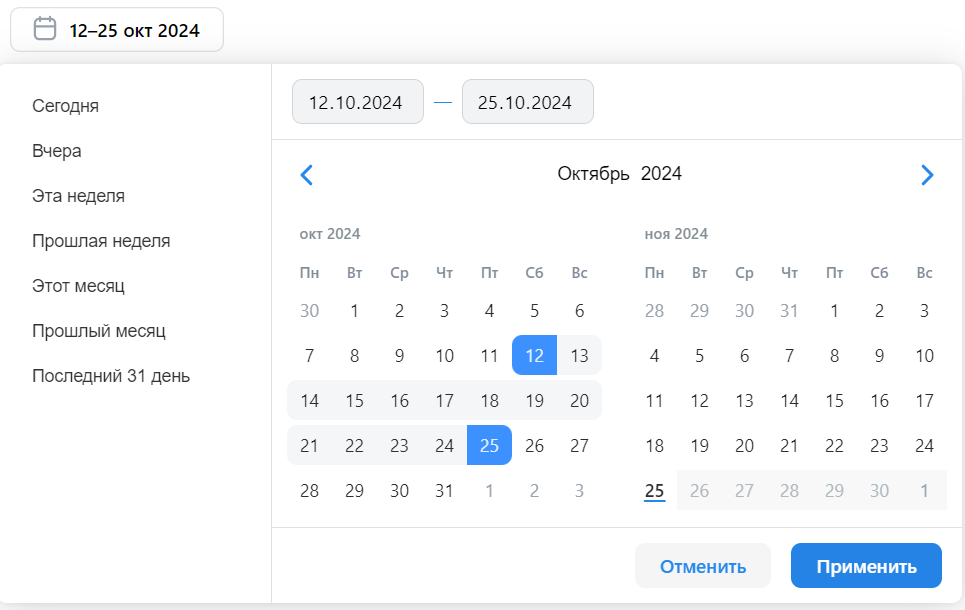 12–25 окт 2024
Сегодня
Вчера
Эта неделя
Прошлая неделя
Этот месяц
Прошлый месяц
Последний 31 день
12.10.2024 — 25.10.2024
Октябрь 2024
окт 2024
Пн Вт Ср Чт Пт Сб Вс
30 1 2 3 4 5 6
7 8 9 10 11 12 13
14 15 16 17 18 19 20
21 22 23 24 25 26 27
28 29 30 31 1 2 3
ноя 2024
Пн Вт Ср Чт Пт Сб Вс
28 29 30 31 1 2 3
4 5 6 7 8 9 10
11 12 13 14 15 16 17
18 19 20 21 22 23 24
25 26 27 28 29 30 1
Отменить
Применить